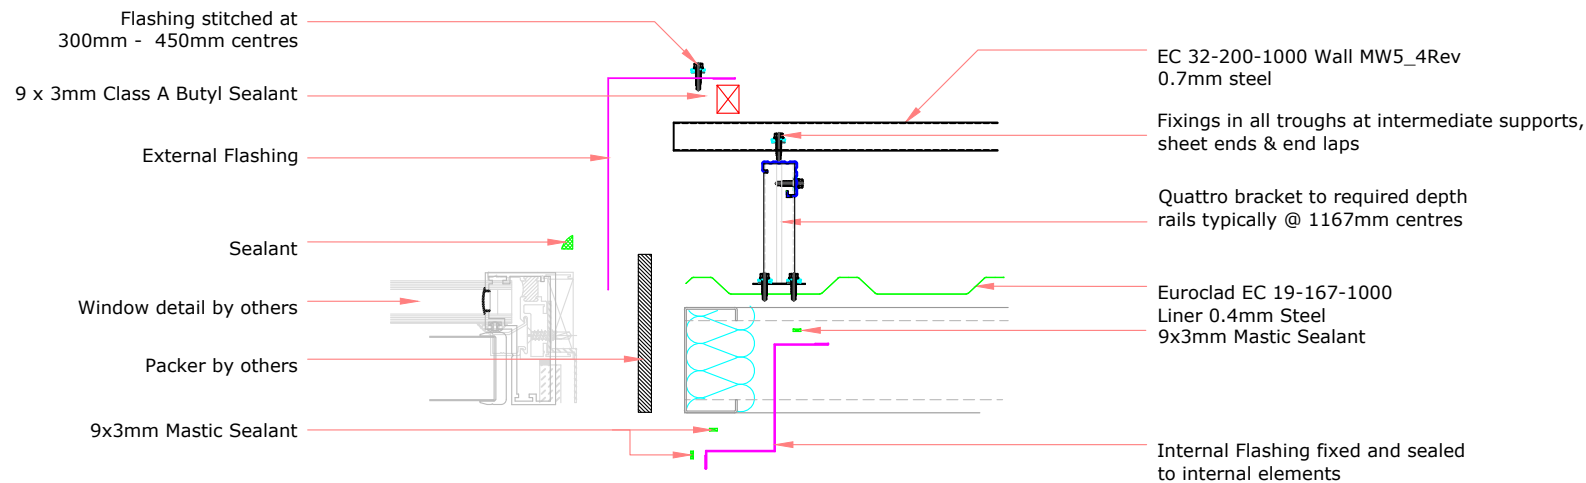 Flashing stitched at
300mm - 450mm centres
9 x 3mm Class A Butyl Sealant
External Flashing
Sealant
Window detail by others
Packer by others
9x3mm Mastic Sealant
EC 32-200-1000 Wall MW5_4Rev
0.7mm steel
Fixings in all troughs at intermediate supports,
sheet ends & end laps
Quattro bracket to required depth
rails typically @ 1167mm centres
Euroclad EC 19-167-1000
Liner 0.4mm Steel
9x3mm Mastic Sealant
Internal Flashing fixed and sealed
to internal elements